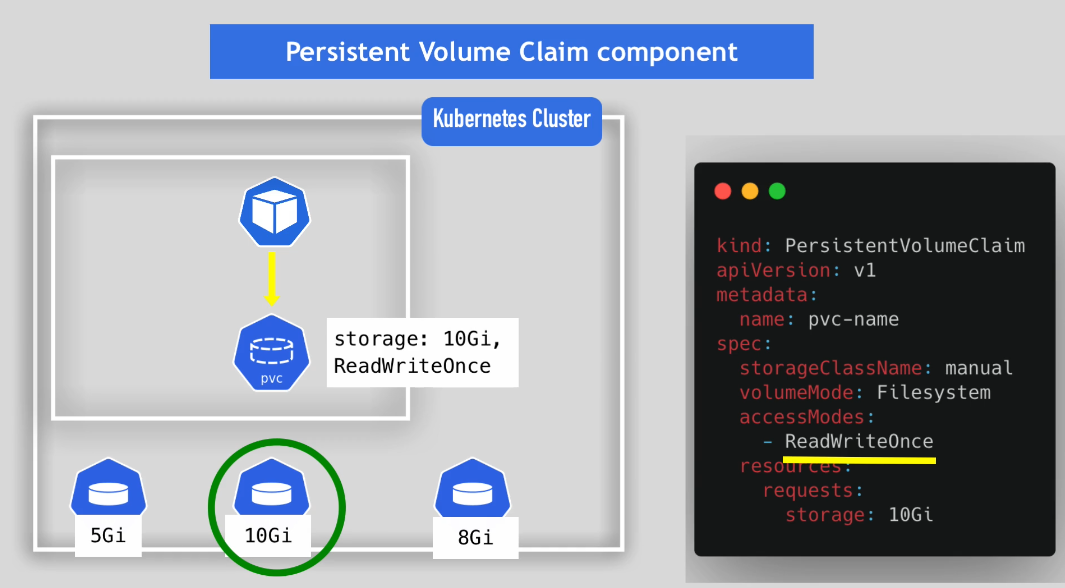 Persistent Volume Claim component
Kubernetes Cluster
pvc
storage: 10Gi,
ReadWriteOnce
5Gi
10Gi
8Gi
kind: PersistentVolumeClaim
apiVersion: v1
metadata:
  name: pvc-name
spec:
  storageClassName: manual
  volumeMode: Filesystem
  accessModes:
    - ReadWriteOnce
  resources:
    requests:
      storage: 10Gi